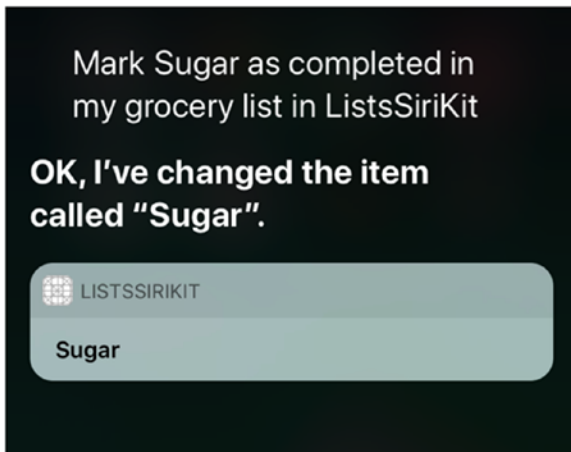 Mark Sugar as completed in
my grocery list in ListsSiriKit
OK, I’ve changed the item
called “Sugar”.
LISTSSIRIKIT
Sugar